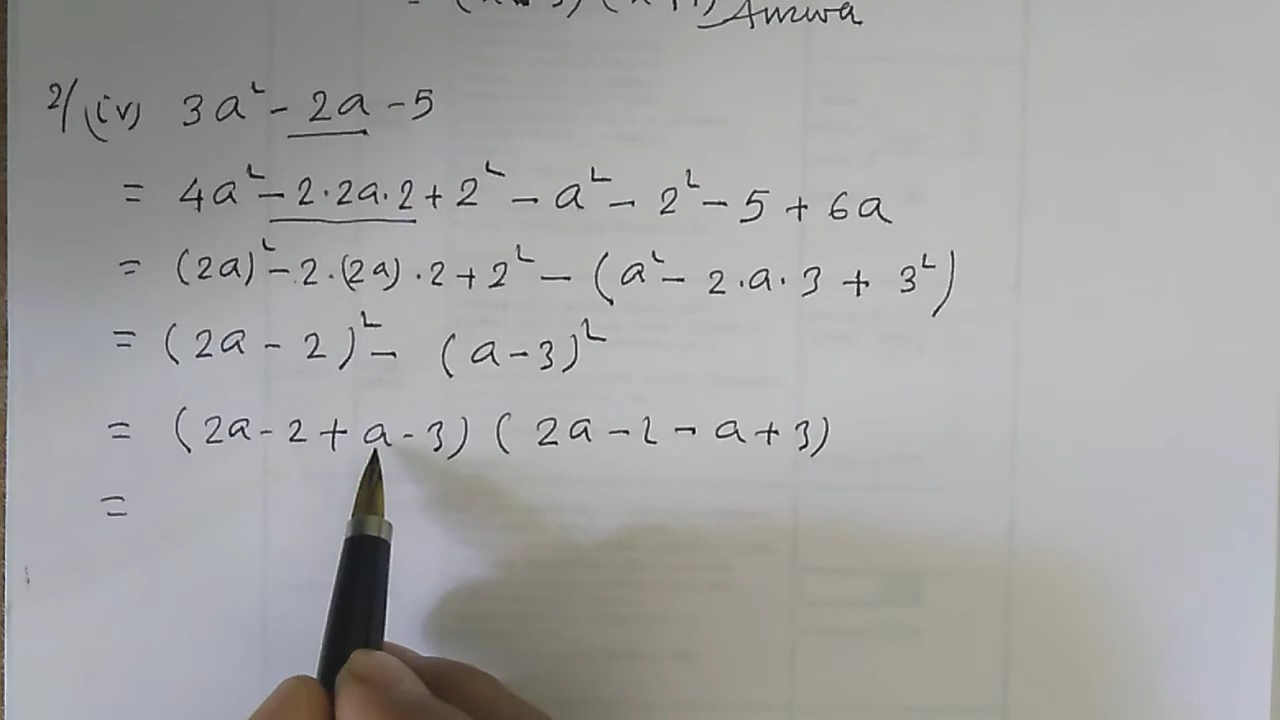 Answer
2/(iv) 3a² - 2a - 5
= 4a² - 2·2a·2 + 2² - a² - 2² - 5 + 6a
= (2a)² - 2·(2a)·2 + 2² - (a² - 2·a·3 + 3²)
= (2a - 2)² - (a - 3)²
= (2a - 2 + a - 3) (2a - 2 - a + 3)
=